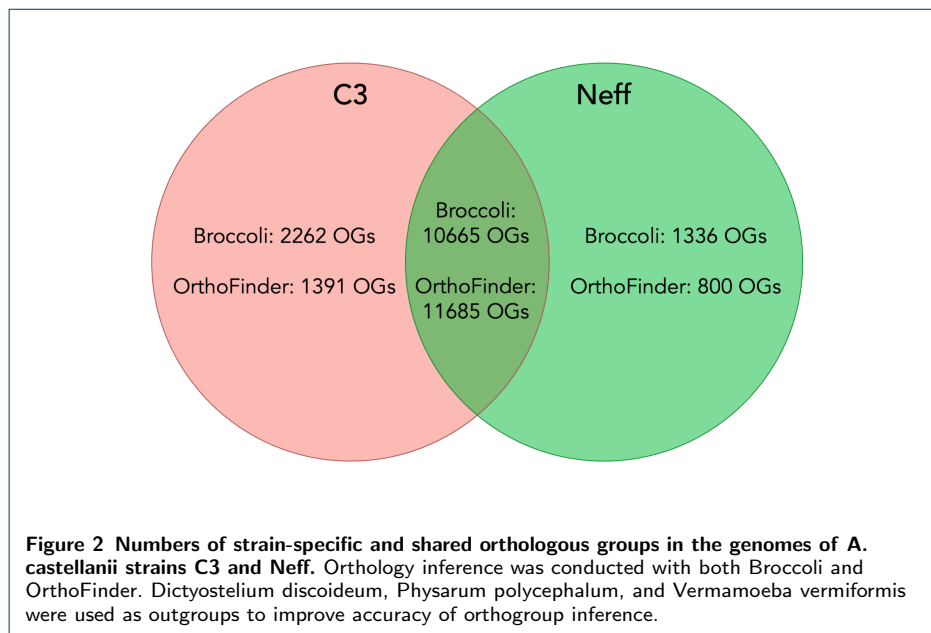 C3
Neff
Broccoli: 2262 OGs
OrthoFinder: 1391 OGs
Broccoli:
10665 OGs
OrthoFinder:
11685 OGs
Broccoli: 1336 OGs
OrthoFinder: 800 OGs
Figure 2 Numbers of strain-specific and shared orthologous groups in the genomes of A.
castellanii strains C3 and Neff. Orthology inference was conducted with both Broccoli and
OrthoFinder. Dictyostelium discoideum, Physarum polycephalum, and Vermamoeba vermiformis
were used as outgroups to improve accuracy of orthogroup inference.